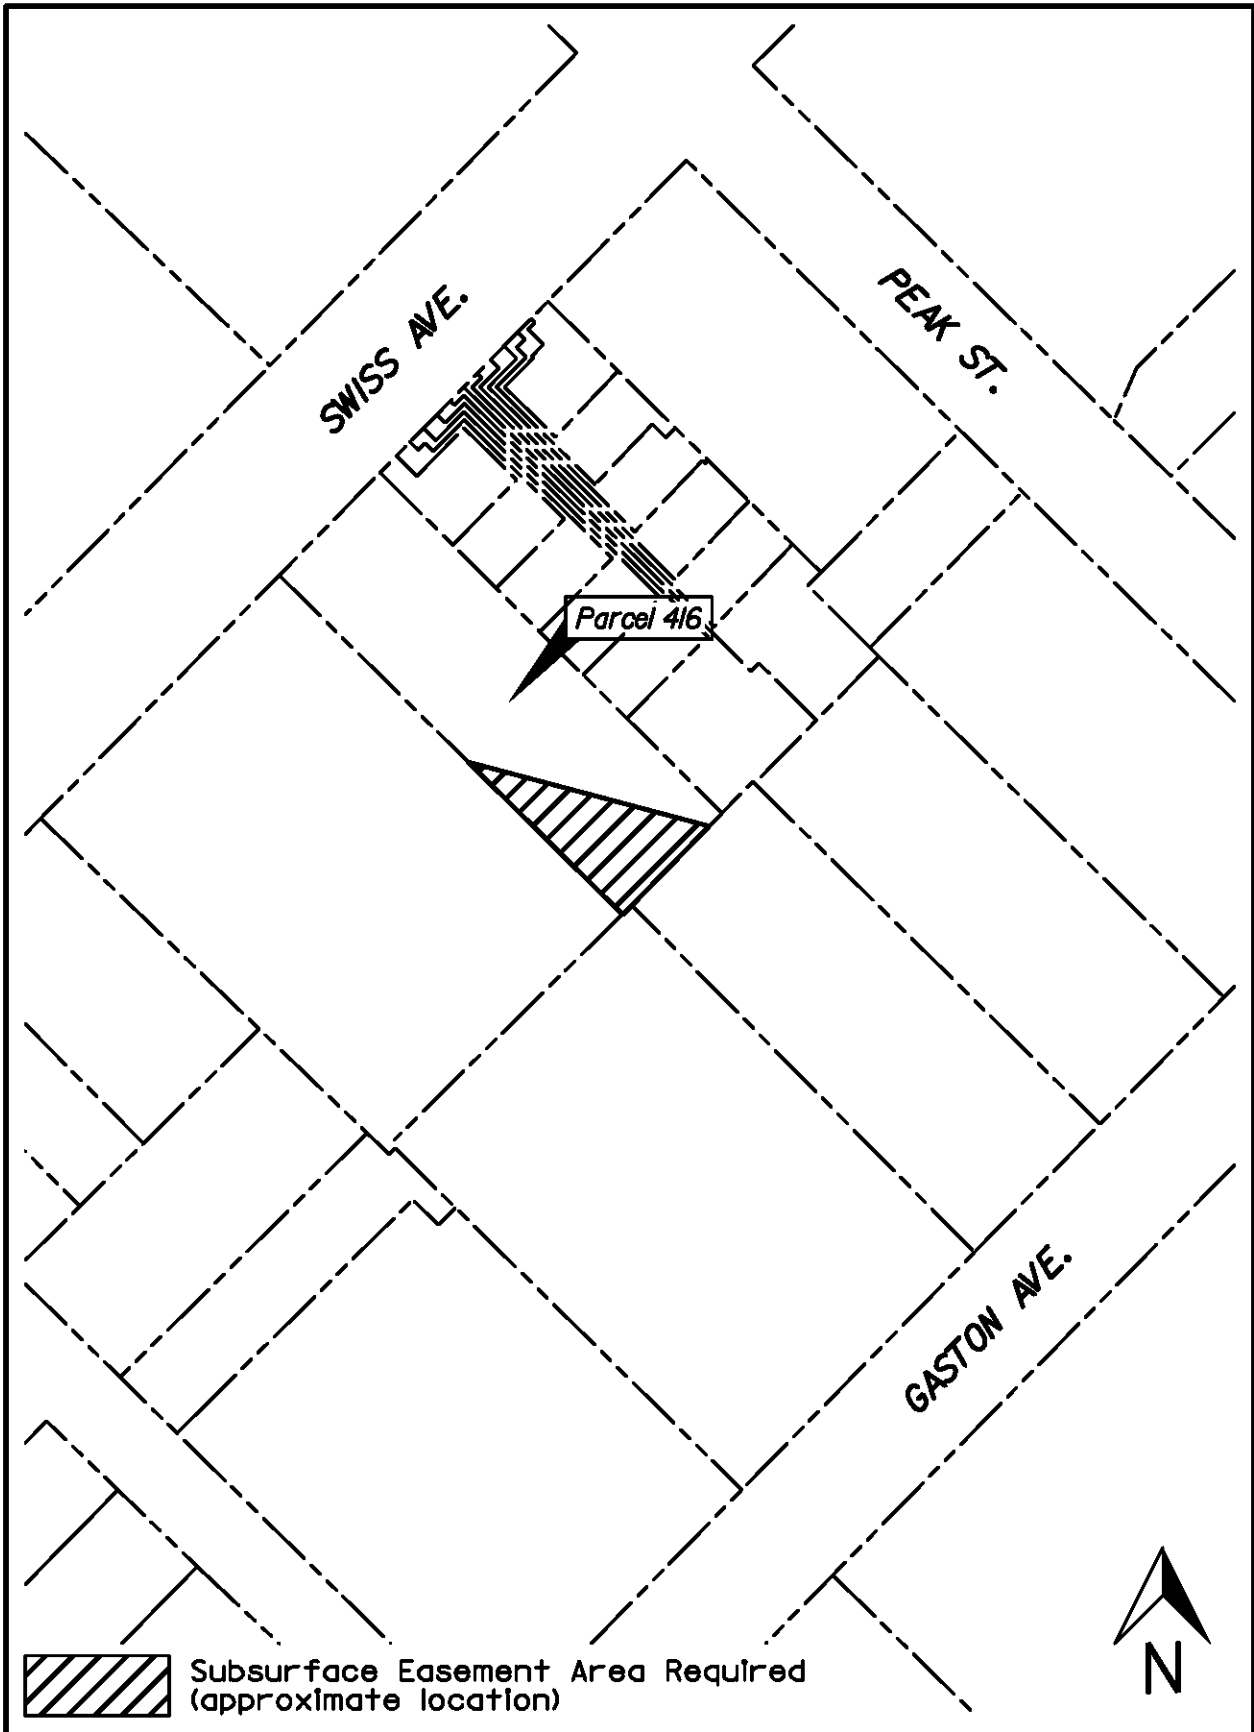 SWISS AVE.
PEAK ST.
Parcel 416
GASTON AVE.
N
Subsurface Easement Area Required
(approximate location)